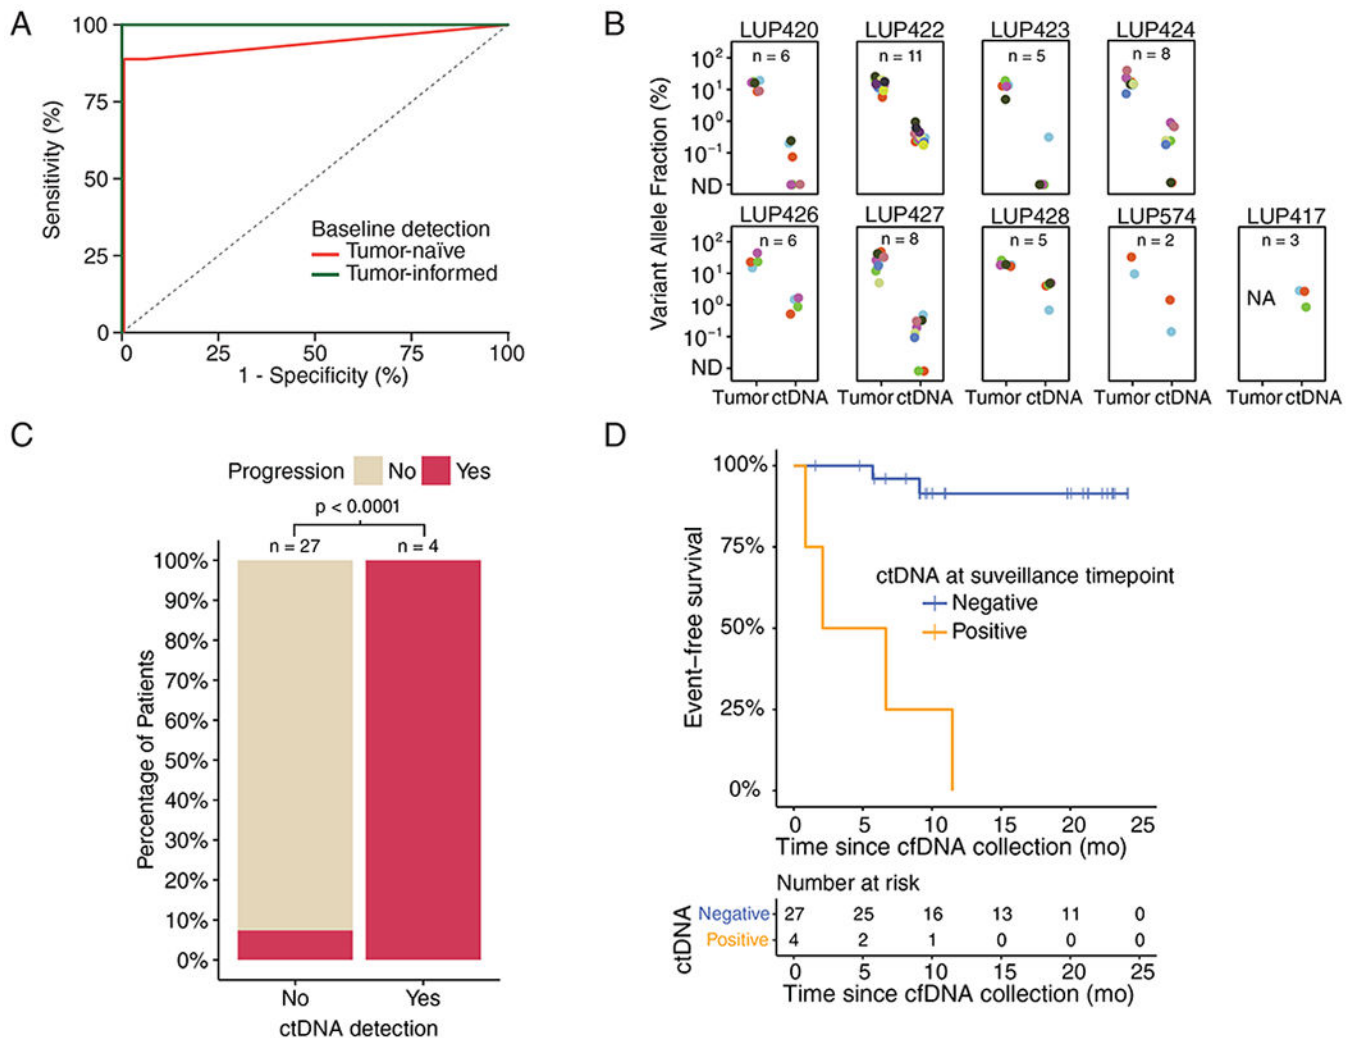 A
100
75
50
25
0
Sensitivity (%)
Baseline detection
Tumor-naïve
Tumor-informed
0 25 50 75 100
1 - Specificity (%)
B
LUP420 LUP422 LUP423 LUP424
n = 6 n = 11 n = 5 n = 8
10² 
10¹
10⁰
10⁻¹
ND
Variant Allele Fraction (%)
LUP426 LUP427 LUP428 LUP574 LUP417
n = 6 n = 8 n = 5 n = 2 n = 3
10²
10¹
10⁰
10⁻¹
ND
NA
Tumor ctDNA Tumor ctDNA Tumor ctDNA Tumor ctDNA Tumor ctDNA
C
Progression No Yes
p < 0.0001
n = 27 n = 4
100%
90%
80%
70%
60%
50%
40%
30%
20%
10%
0%
Percentage of Patients
No Yes
ctDNA detection
D
100%
75%
50%
25%
0%
Event–free survival
ctDNA at suveillance timepoint
Negative
Positive
0 5 10 15 20 25
Time since cfDNA collection (mo)
Number at risk
ctDNA
Negative 27 25 16 13 11 0
Positive 4 2 1 0 0 0
0 5 10 15 20 25
Time since cfDNA collection (mo)